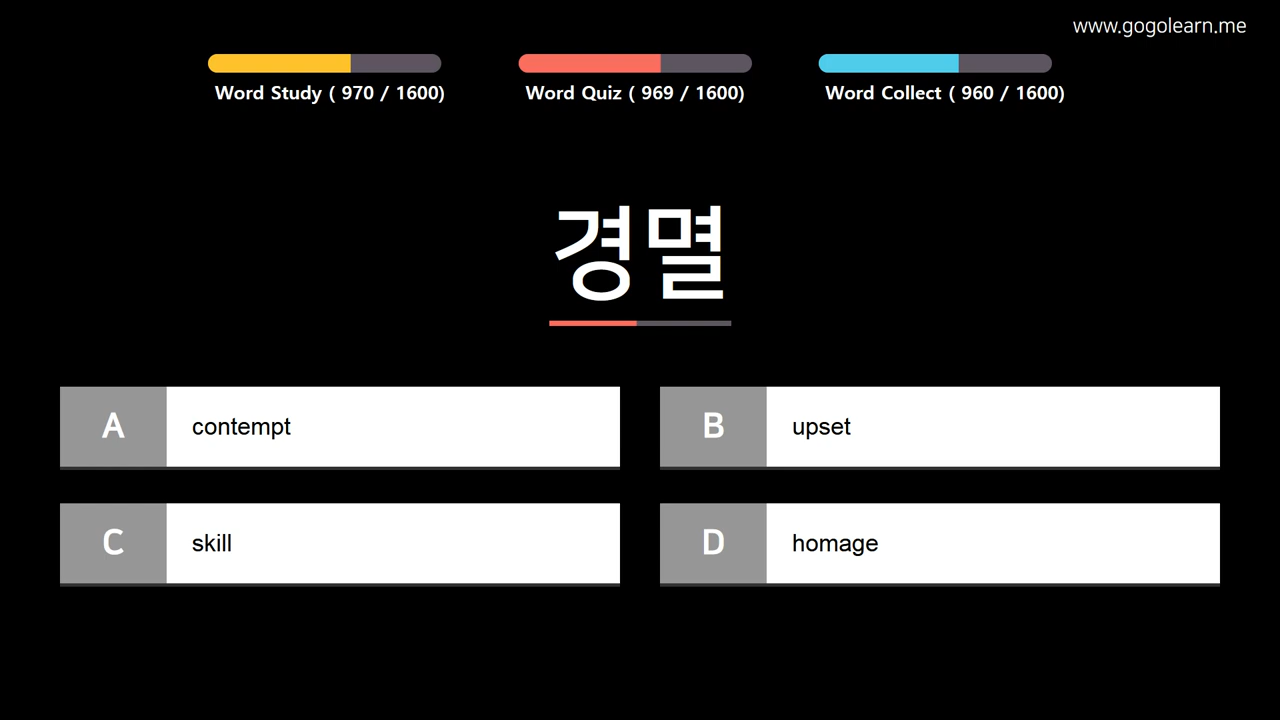 www.gogolearn.me
Word Study ( 970 / 1600)
Word Quiz ( 969 / 1600)
Word Collect ( 960 / 1600)
경멸
A contempt
B upset
C skill
D homage